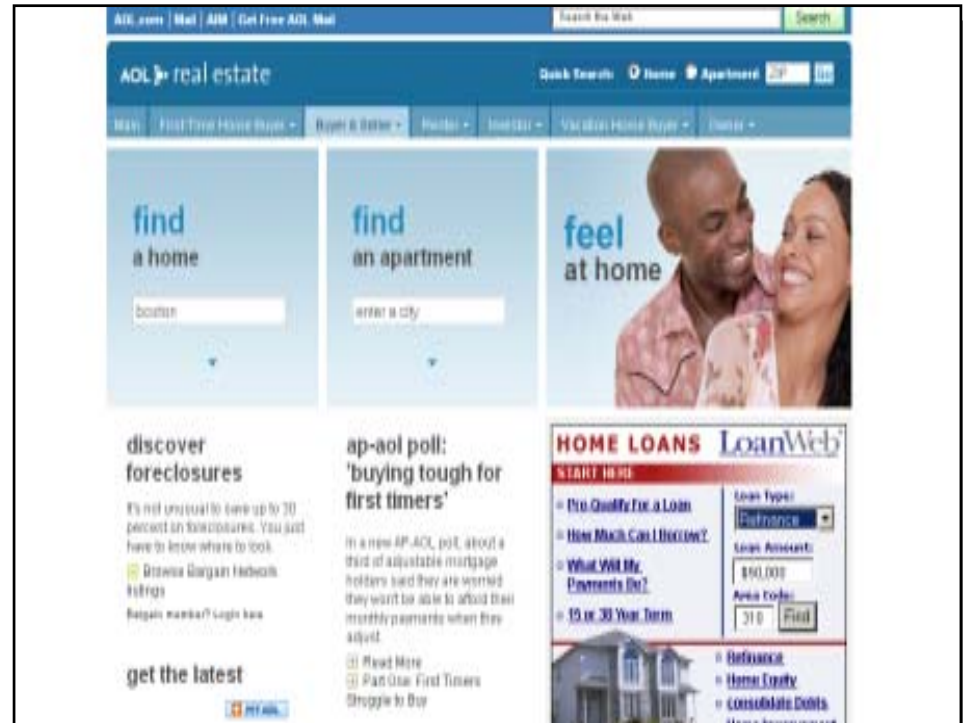 AOL.com | Mail | AIM | Get Free AOL Mail
Search the Web
Search
AOL real estate
Quick Search: Home Apartment ZIP Go
Main
First Time Home Buyer
Buyer & Seller
Renter
Investor
Vacation Home Buyer
Owner
find
a home
boston
find
an apartment
enter a city
feel
at home
discover
foreclosures
It's not unusual to save up to 30
percent on foreclosures. You just
have to know where to look.
Browse Bargain Network
listings
Bargain member? Login here
get the latest
MY AOL
ap-aol poll:
'buying tough for
first timers'
In a new AP-AOL poll, about a
third of adjustable mortgage
holders said they are worried
they won't be able to afford their
monthly payments when they
adjust.
Read More
Part One: First Timers
Struggle to Buy
HOME LOANS LoanWeb
START HERE
Pre-Qualify For a Loan
How Much Can I Borrow?
What Will My
Payments Be?
15 or 30 Year Term
Loan Type:
Refinance
Loan Amount:
$50,000
Area Code:
310 Find
Refinance
Home Equity
Consolidate Debts
Home Improvement